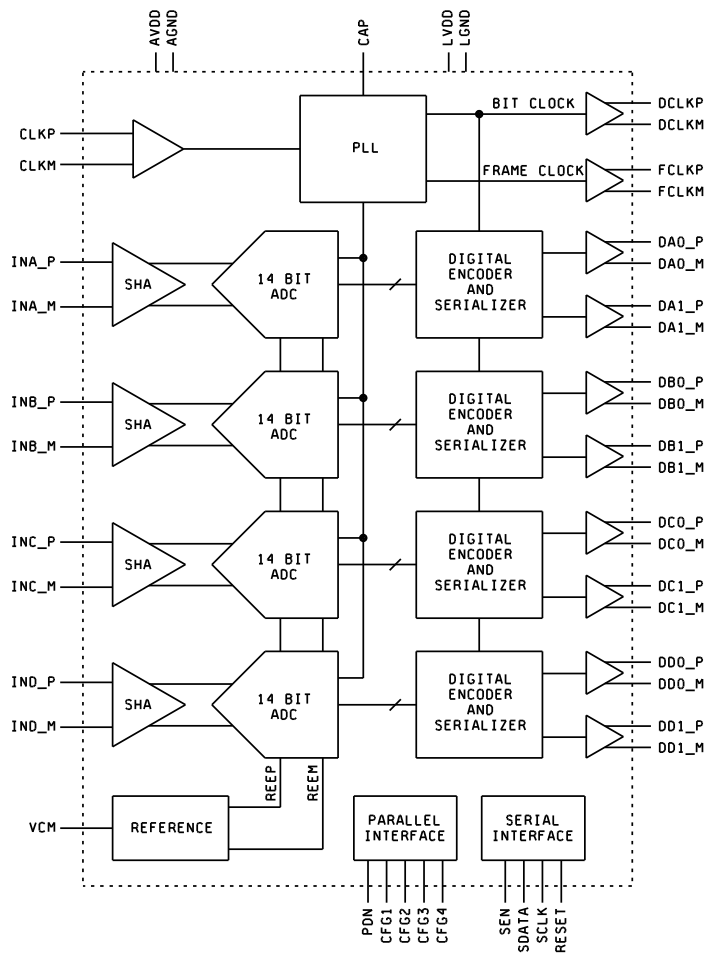 AVDD
AGND
CAP
LVDD
LGND
CLKP
CLKM
PLL
BIT CLOCK
FRAME CLOCK
DCLKP
DCLKM
FCLKP
FCLKM
INA_P
INA_M
SHA
14 BIT
ADC
DIGITAL
ENCODER
AND
SERIALIZER
DA0_P
DA0_M
DA1_P
DA1_M
INB_P
INB_M
SHA
14 BIT
ADC
DIGITAL
ENCODER
AND
SERIALIZER
DB0_P
DB0_M
DB1_P
DB1_M
INC_P
INC_M
SHA
14 BIT
ADC
DIGITAL
ENCODER
AND
SERIALIZER
DC0_P
DC0_M
DC1_P
DC1_M
IND_P
IND_M
SHA
14 BIT
ADC
DIGITAL
ENCODER
AND
SERIALIZER
DD0_P
DD0_M
DD1_P
DD1_M
REEP
REEM
VCM
REFERENCE
PARALLEL
INTERFACE
SERIAL
INTERFACE
PDN
CFG1
CFG2
CFG3
CFG4
SEN
SDATA
SCLK
RESET